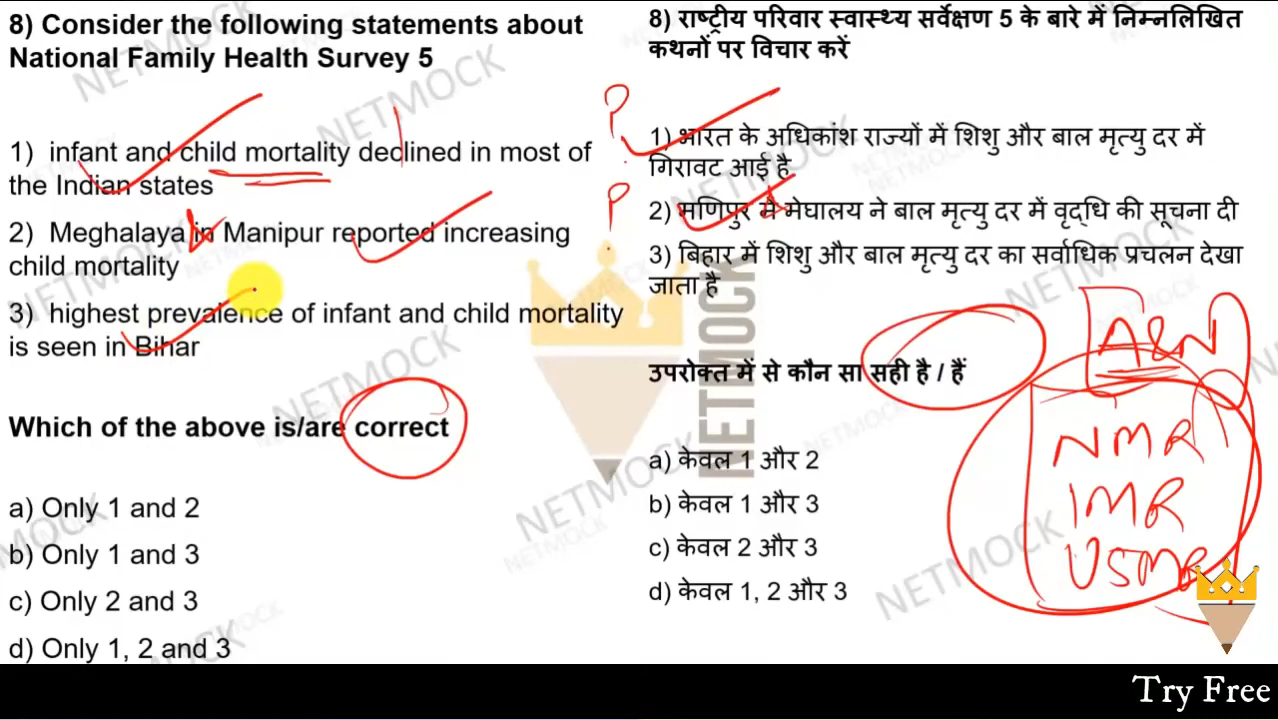 8) Consider the following statements about
National Family Health Survey 5
1) infant and child mortality declined in most of
the Indian states
2) Meghalaya in Manipur reported increasing
child mortality
3) highest prevalence of infant and child mortality
is seen in Bihar
Which of the above is/are correct
a) Only 1 and 2
b) Only 1 and 3
c) Only 2 and 3
d) Only 1, 2 and 3
8) राष्ट्रीय परिवार स्वास्थ्य सर्वेक्षण 5 के बारे में निम्नलिखित
कथनों पर विचार करें
?
1) भारत के अधिकांश राज्यों में शिशु और बाल मृत्यु दर में
गिरावट आई है
?
2) मणिपुर में मेघालय ने बाल मृत्यु दर में वृद्धि की सूचना दी
3) बिहार में शिशु और बाल मृत्यु दर का सर्वाधिक प्रचलन देखा
जाता है
उपरोक्त में से कौन सा सही है / हैं
a) केवल 1 और 2
b) केवल 1 और 3
c) केवल 2 और 3
d) केवल 1, 2 और 3
NMR
IMR
U5MR
NETMOCK
Try Free